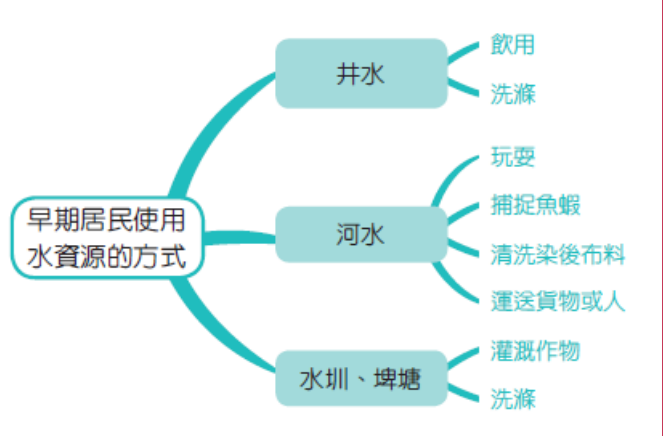 早期居民使用
水資源的方式
井水
飲用
洗滌
河水
玩耍
捕捉魚蝦
清洗染後布料
運送貨物或人
水圳、埤塘
灌溉作物
洗滌